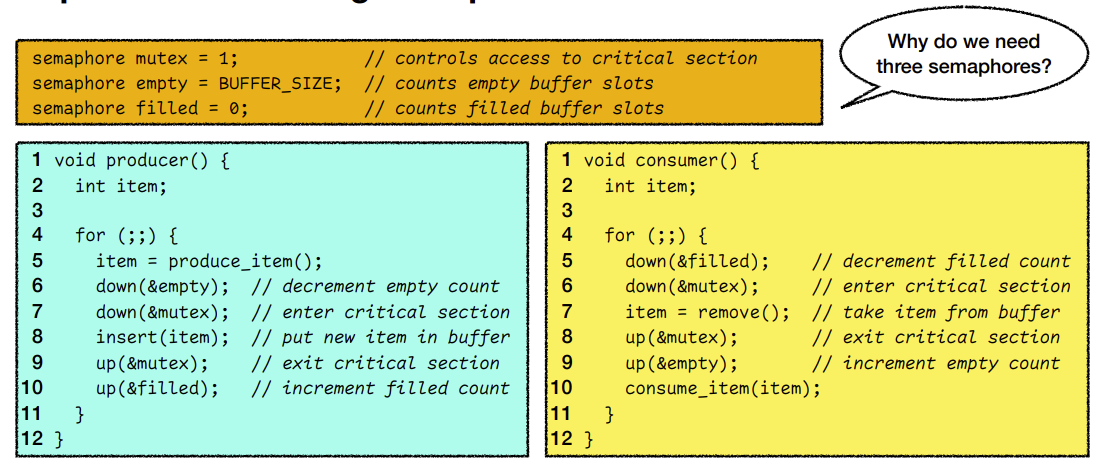 semaphore mutex = 1; // controls access to critical section
semaphore empty = BUFFER_SIZE; // counts empty buffer slots
semaphore filled = 0; // counts filled buffer slots
Why do we need
three semaphores?
1 void producer() {
2 int item;
3
4 for (;;) {
5 item = produce_item();
6 down(&empty); // decrement empty count
7 down(&mutex); // enter critical section
8 insert(item); // put new item in buffer
9 up(&mutex); // exit critical section
10 up(&filled); // increment filled count
11 }
12 }
1 void consumer() {
2 int item;
3
4 for (;;) {
5 down(&filled); // decrement filled count
6 down(&mutex); // enter critical section
7 item = remove(); // take item from buffer
8 up(&mutex); // exit critical section
9 up(&empty); // increment empty count
10 consume_item(item);
11 }
12 }